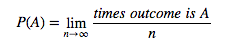 P(A) = lim n→∞ times outcome is A / n